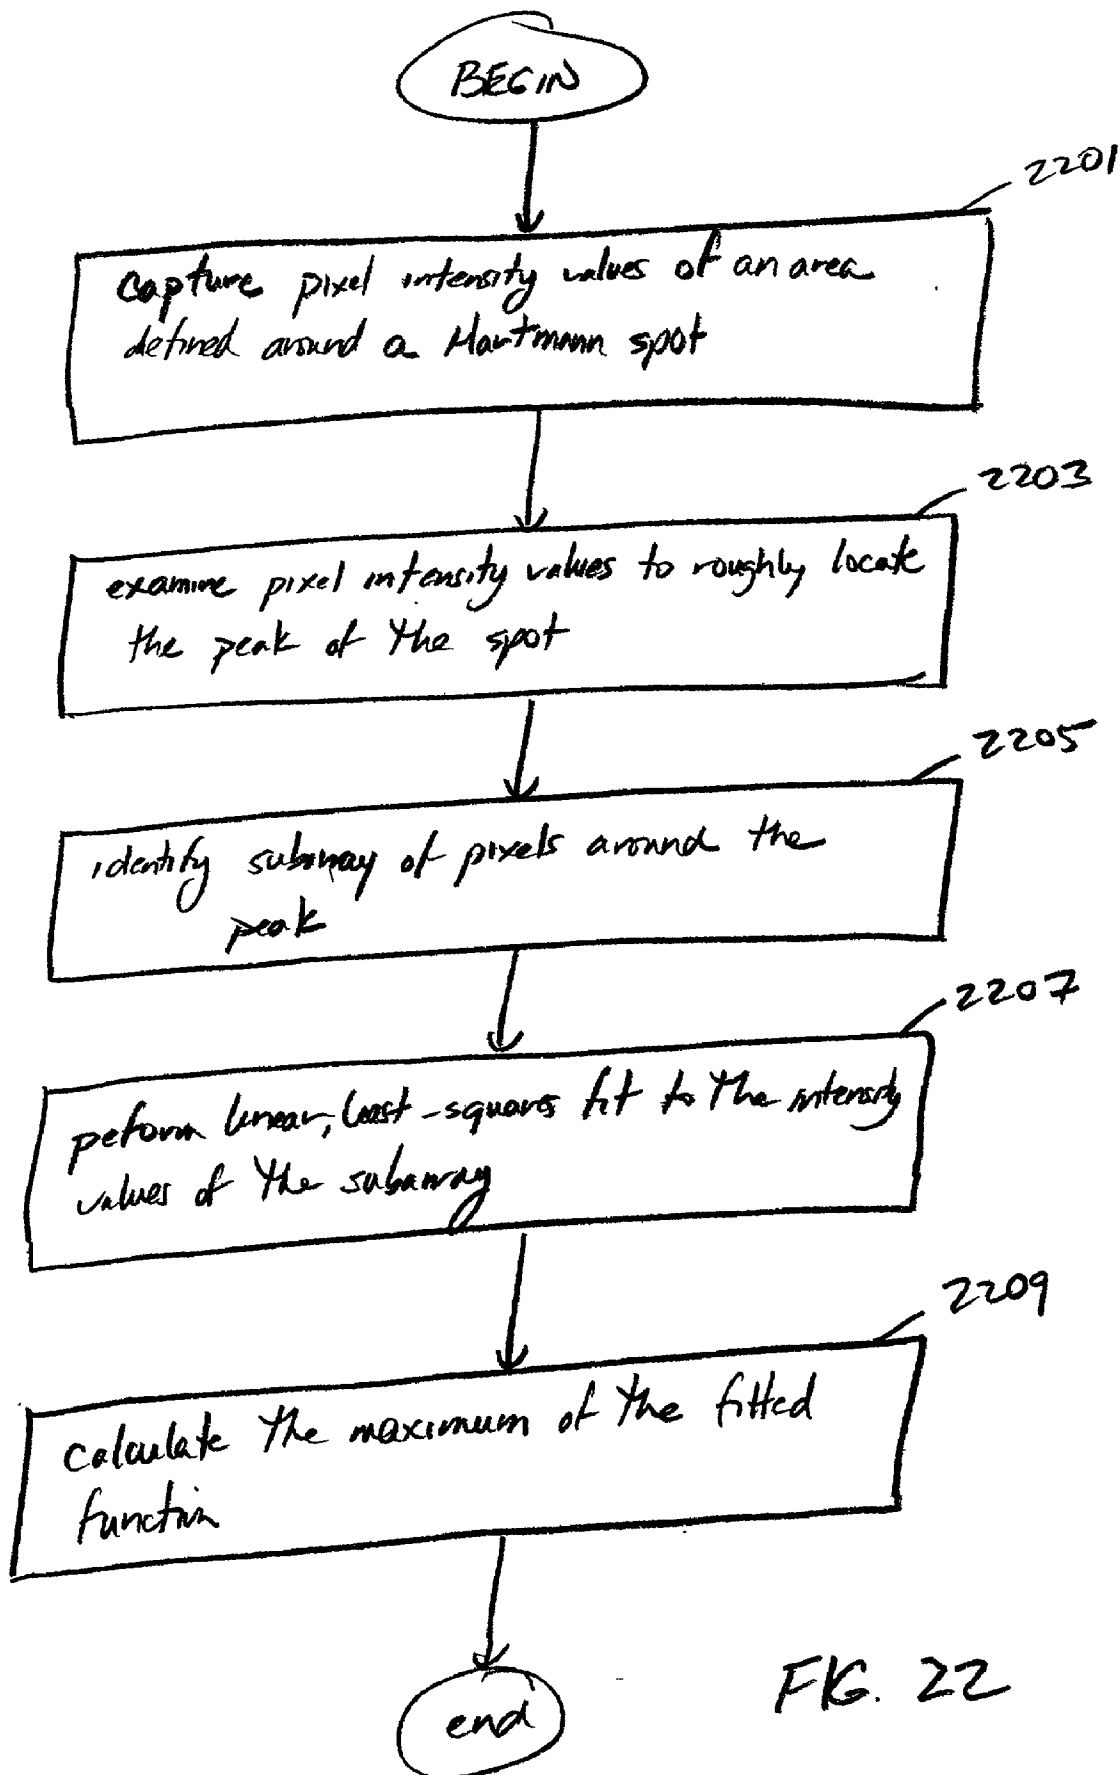 BEGIN
2201
capture pixel intensity values of an area
defined around a Hartmann spot
2203
examine pixel intensity values to roughly locate
the peak of the spot
2205
identify subarray of pixels around the
peak
2207
peform linear, least-squares fit to the intensity
values of the subarray
2209
calculate the maximum of the fitted
function
end
FIG. 22